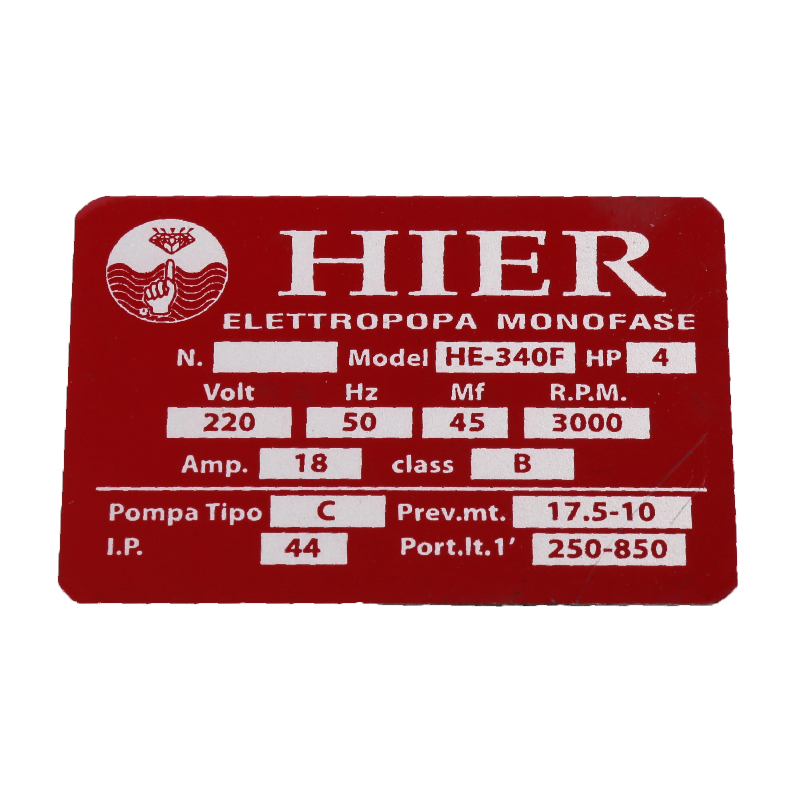 HIER
ELETTROPOPA MONOFASE
N. Model HE-340F HP 4
Volt Hz Mf R.P.M.
220 50 45 3000
Amp. 18 class B
Pompa Tipo C Prev.mt. 17.5-10
I.P. 44 Port.lt.1' 250-850